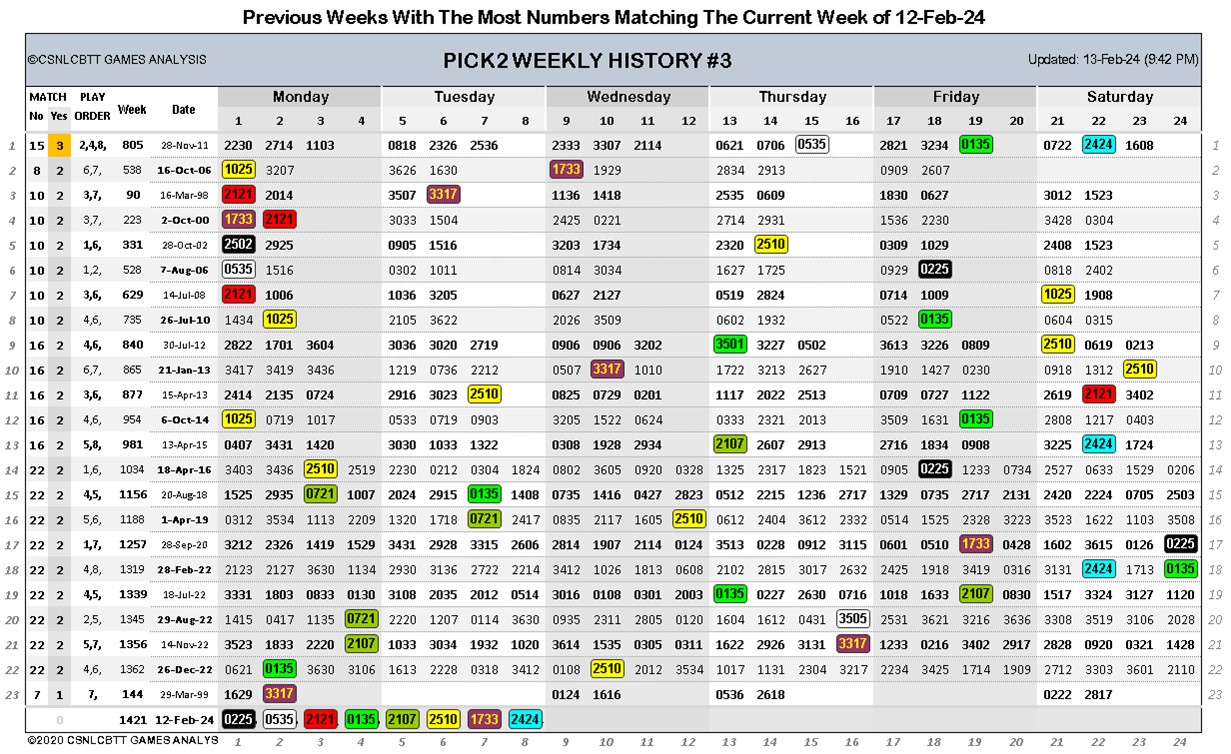 Previous Weeks With The Most Numbers Matching The Current Week of 12-Feb-24
©CSNLCBTT GAMES ANALYSIS PICK2 WEEKLY HISTORY #3 Updated: 13-Feb-24 (9:42 PM)
MATCH PLAY Week Date Monday Tuesday Wednesday Thursday Friday Saturday
No Yes ORDER 1 2 3 4 5 6 7 8 9 10 11 12 13 14 15 16 17 18 19 20 21 22 23 24
1 15 3 2,4,8, 805 28-Nov-11 2230 2714 1103 0818 2326 2536 2333 3307 2114 0621 0706 0535 2821 3234 0135 0722 2424 1608 1
2 8 2 6,7, 538 16-Oct-06 1025 3207 3626 1630 1733 1929 2834 2913 0909 2607 2
3 10 2 3,7, 90 16-Mar-98 2121 2014 3507 3317 1136 1418 2535 0609 1830 0627 3012 1523 3
4 10 2 3,7, 223 2-Oct-00 1733 2121 3033 1504 2425 0221 2714 2931 1536 2230 3428 0304 4
5 10 2 1,6, 331 28-Oct-02 2502 2925 0905 1516 3203 1734 2320 2510 0309 1029 2408 1523 5
6 10 2 1,2, 528 7-Aug-06 0535 1516 0302 1011 0814 3034 1627 1725 0929 0225 0818 2402 6
7 10 2 3,6, 629 14-Jul-08 2121 1006 1036 3205 0627 2127 0519 2824 0714 1009 1025 1908 7
8 10 2 4,6, 735 26-Jul-10 1434 1025 2105 3622 2026 3509 0602 1932 0522 0135 0604 0315 8
9 16 2 4,6, 840 30-Jul-12 2822 1701 3604 3036 3020 2719 0906 0906 3202 3501 3227 0502 3613 3226 0809 2510 0619 0213 9
10 16 2 6,7, 865 21-Jan-13 3417 3419 3436 1219 0736 2212 0507 3317 1010 1722 3213 2627 1910 1427 0230 0918 1312 2510 10
11 16 2 3,6, 877 15-Apr-13 2414 2135 0724 2916 3023 2510 0825 0729 0201 1117 2022 2513 0709 0727 1122 2619 2121 3402 11
12 16 2 4,6, 954 6-Oct-14 1025 0719 1017 0533 0719 0903 3205 1522 0624 0333 2321 2013 3509 1631 0135 2808 1217 0403 12
13 16 2 5,8, 981 13-Apr-15 0407 3431 1420 3030 1033 1322 0308 1928 2934 2107 2607 2913 2716 1834 0908 3225 2424 1724 13
14 22 2 1,6, 1034 18-Apr-16 3403 3436 2510 2519 2230 0212 0304 1824 0802 3605 0920 0328 1325 2317 1823 1521 0905 0225 1233 0734 2527 0633 1529 0206 14
15 22 2 4,5, 1156 20-Aug-18 1525 2935 0721 1007 2024 2915 0135 1408 0735 1416 0427 2823 0512 2215 1236 2717 1329 0735 2717 2131 2420 2224 0705 2503 15
16 22 2 5,6, 1188 1-Apr-19 0312 3534 1113 2209 1320 1718 0721 2417 0835 2117 1605 2510 0612 2404 3612 2332 0514 1525 2328 3223 3523 1622 1103 3508 16
17 22 2 1,7, 1257 28-Sep-20 3212 2326 1419 1529 3431 2928 3315 2606 2814 1907 2114 0124 3513 0228 0912 3115 0601 0510 1733 0428 1602 3615 0126 0225 17
18 22 2 4,8, 1319 28-Feb-22 2123 2127 3630 1134 2930 3136 2722 2214 3412 1026 1813 0608 2102 2815 3017 2632 2425 1918 3419 0316 3131 2424 1713 0135 18
19 22 2 4,5, 1339 18-Jul-22 3331 1803 0833 0130 3108 2035 2012 0514 3016 0108 0301 2003 0135 0227 2630 0716 1018 1633 2107 0830 1517 3324 3127 1120 19
20 22 2 2,5, 1345 29-Aug-22 1415 0417 1135 0721 2220 1207 0114 3630 0935 2311 2805 0120 1604 1612 0431 3505 2531 3621 3216 3636 3308 3519 3106 2028 20
21 22 2 5,7, 1356 14-Nov-22 3523 1833 2220 2107 1033 3034 1932 1020 3614 1535 0305 0311 1622 2926 3131 3317 1233 0216 3402 2917 2828 0920 0321 1428 21
22 22 2 4,6, 1362 26-Dec-22 0621 0135 3630 3106 1613 2228 0318 3412 0108 2510 2012 3534 1017 1131 2304 3217 2234 3425 1714 1909 2712 3303 3601 2110 22
23 7 1 7, 144 29-Mar-99 1629 3317 0124 1616 0536 2618 0222 2817 23
0 1421 12-Feb-24 0225, 0535, 2121, 0135, 2107 2510 1733 2424,
©2020 CSNLCBTT GAMES ANALYS 1 2 3 4 5 6 7 8 9 10 11 12 13 14 15 16 17 18 19 20 21 22 23 24